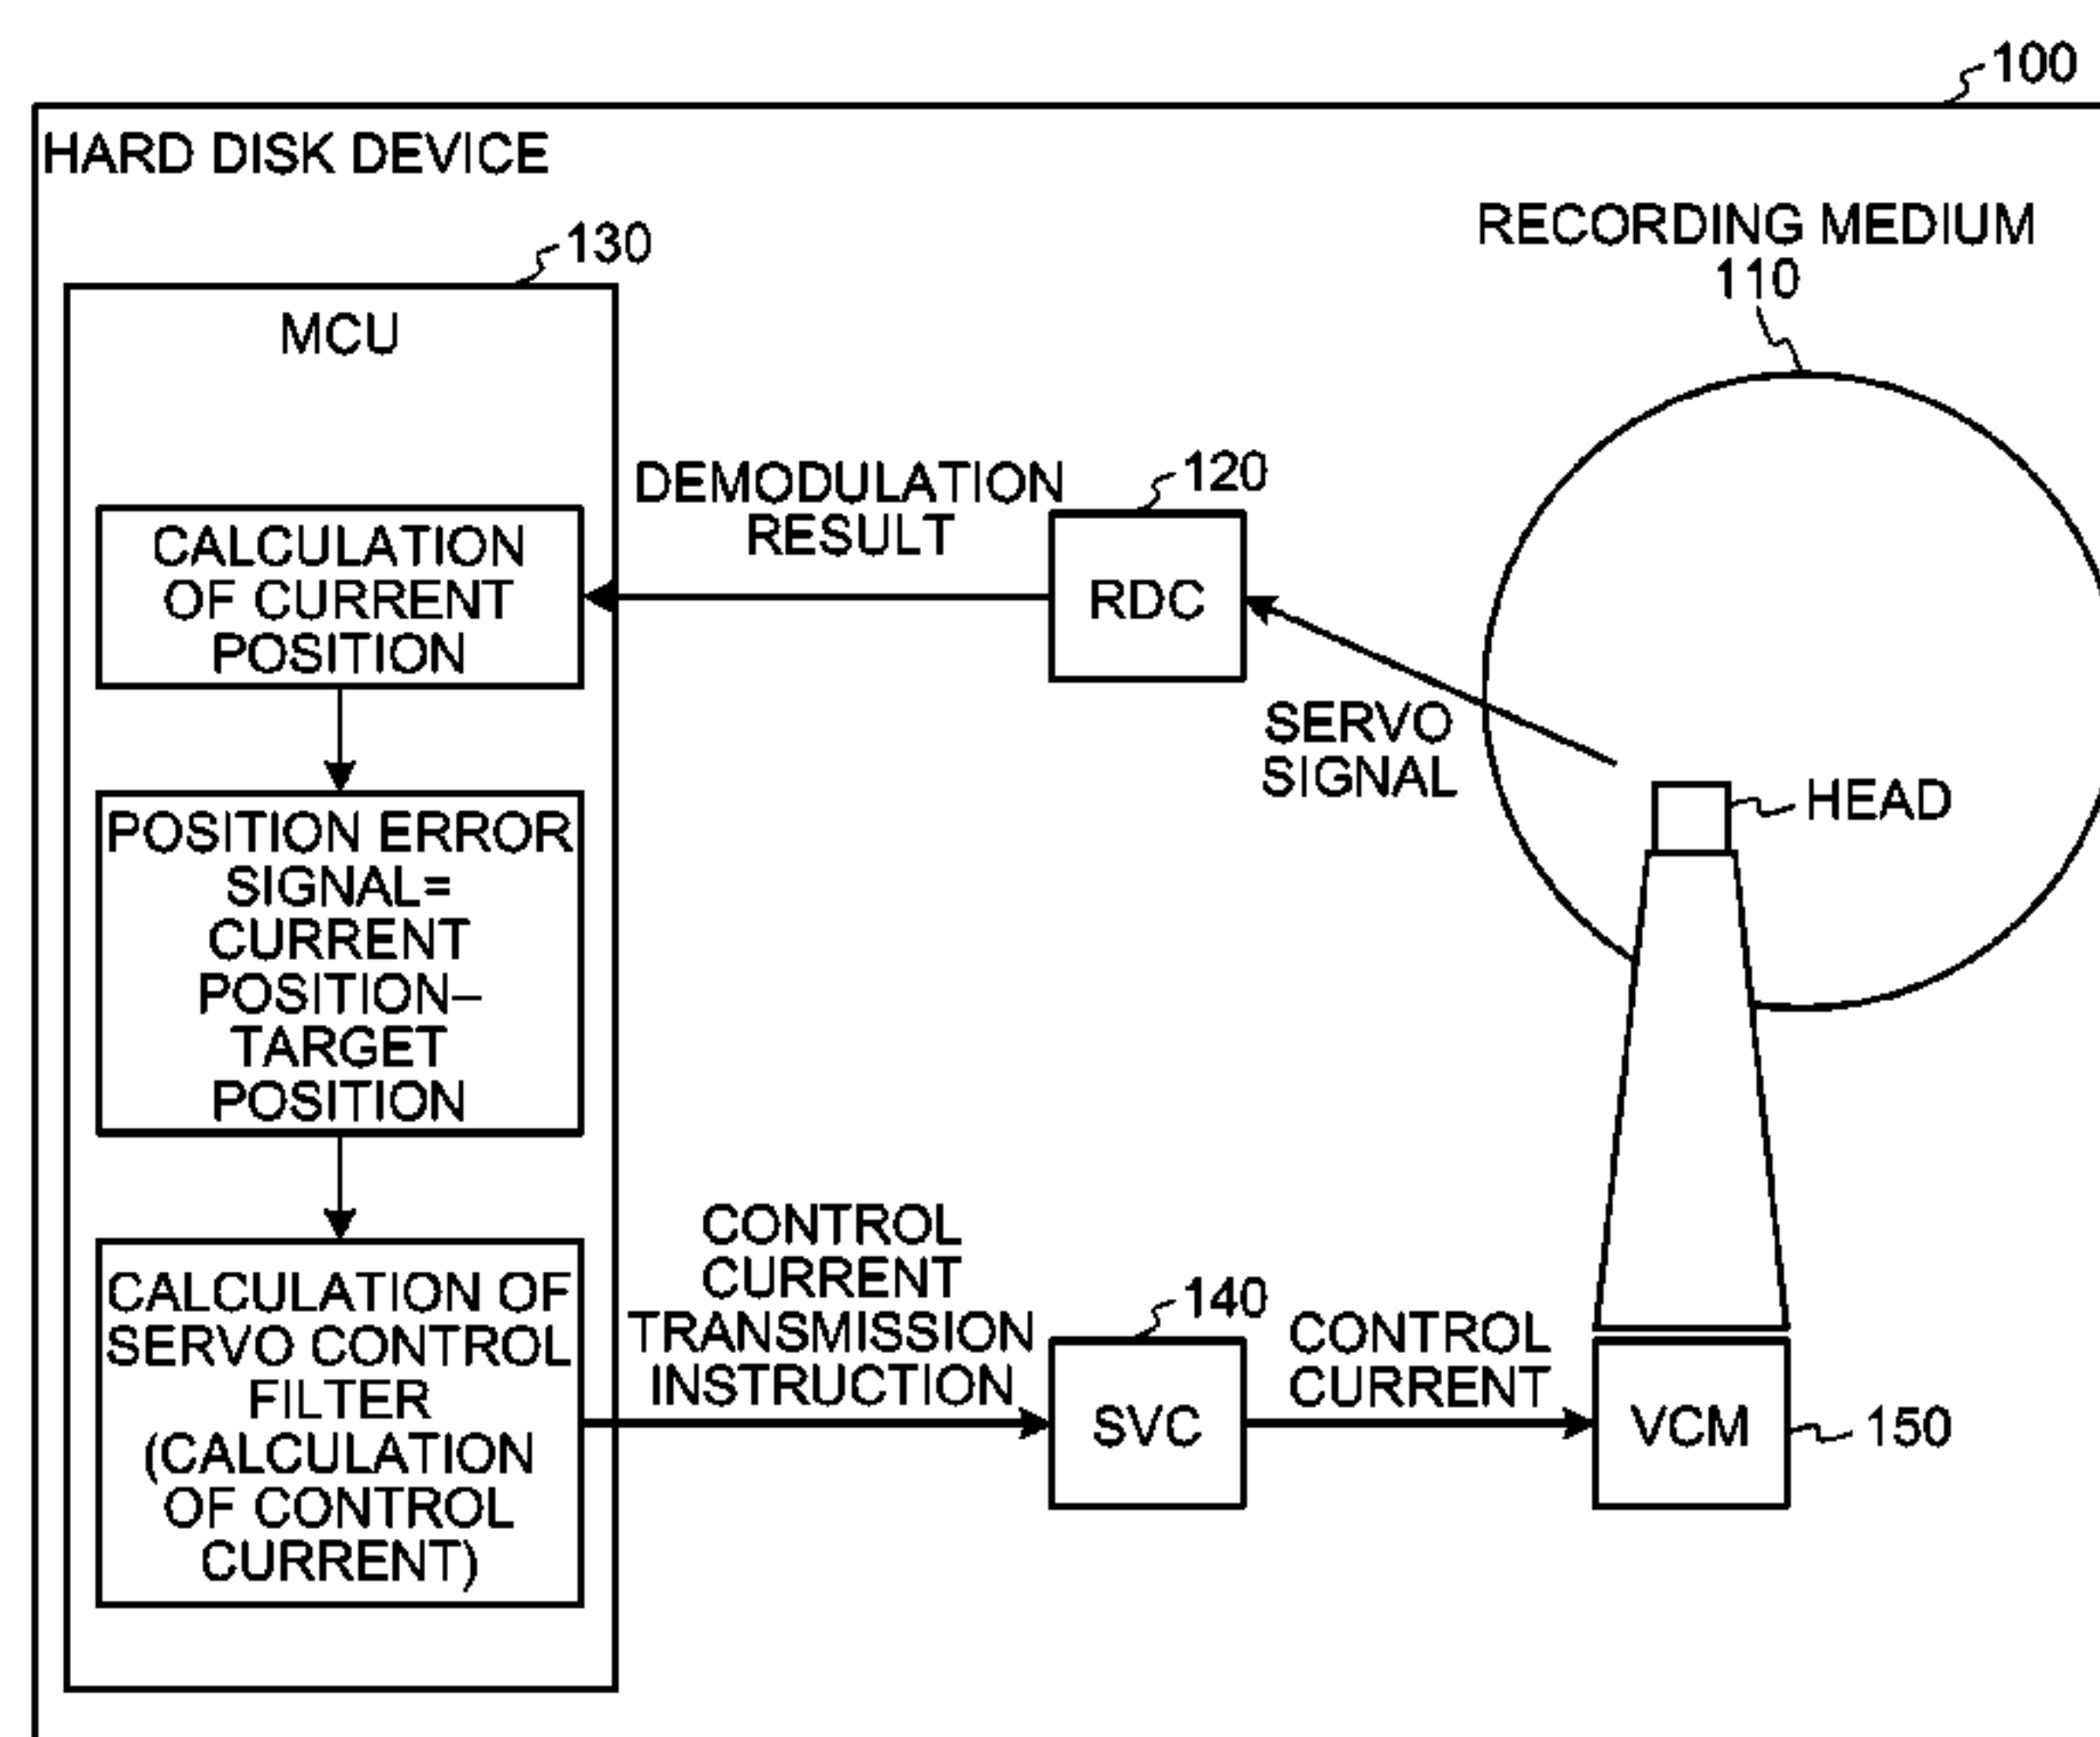 100
HARD DISK DEVICE
130
MCU
RECORDING MEDIUM
110
CALCULATION
OF CURRENT
POSITION
DEMODULATION
RESULT
120
RDC
SERVO
SIGNAL
HEAD
POSITION ERROR
SIGNAL=
CURRENT
POSITION–
TARGET
POSITION
CALCULATION OF
SERVO CONTROL
FILTER
(CALCULATION
OF CONTROL
CURRENT)
CONTROL
CURRENT
TRANSMISSION
INSTRUCTION
140
SVC
CONTROL
CURRENT
VCM
150